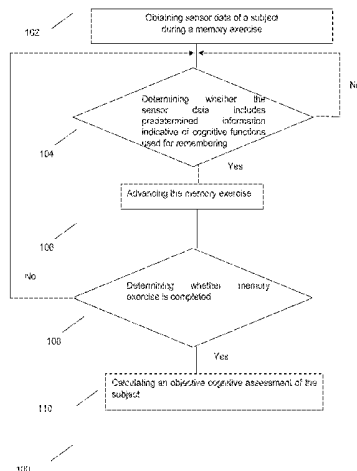 Obtaining sensor data of a subject
during a memory exercise
102
No
Determining whether the
sensor data includes
predetermined information
indicative of cognitive functions
used for remembering
104
Yes
Advancing the memory exercise
106
No
Determining whether memory
exercise is completed
108
Yes
Calculating an objective cognitive assessment of the
subject
110
100